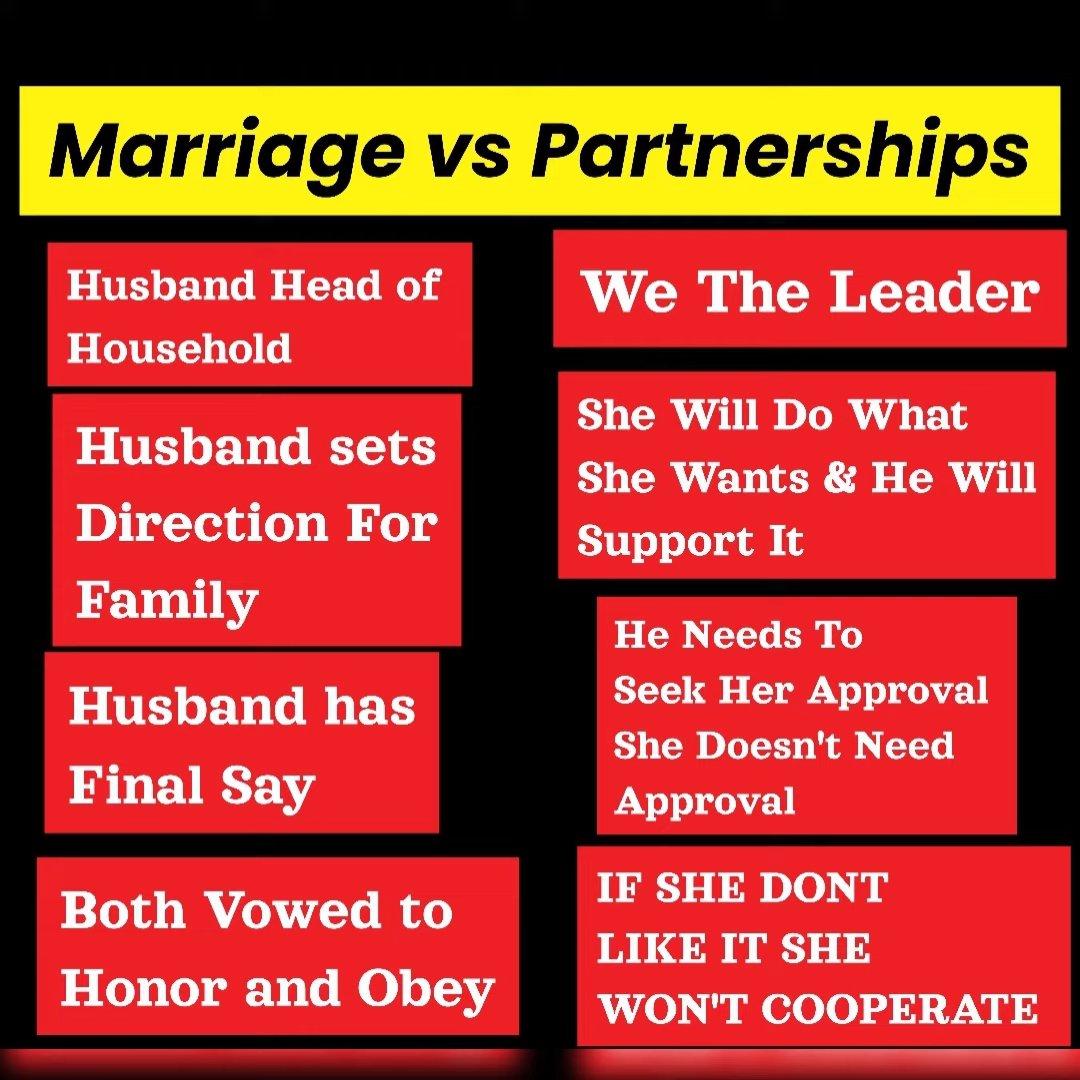 Marriage vs Partnerships
Husband Head of
Household
Husband sets
Direction For
Family
Husband has
Final Say
Both Vowed to
Honor and Obey
We The Leader
She Will Do What
She Wants & He Will
Support It
He Needs To
Seek Her Approval
She Doesn't Need
Approval
IF SHE DONT
LIKE IT SHE
WON'T COOPERATE